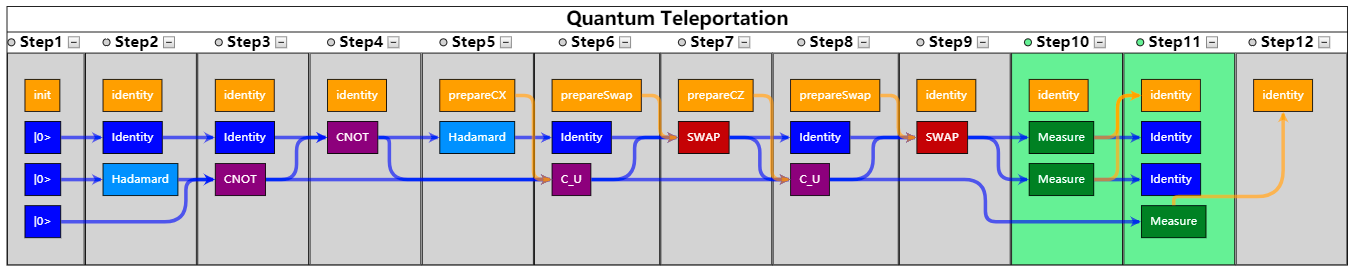 Quantum Teleportation
Step1 Step2 Step3 Step4 Step5 Step6 Step7 Step8 Step9 Step10 Step11 Step12
init identity identity identity prepareCX prepareSwap prepareCZ prepareSwap identity identity identity identity
|0> Identity Identity CNOT Hadamard Identity SWAP Identity SWAP Measure Identity
|0> Hadamard CNOT C_U C_U Measure Identity
|0> Measure